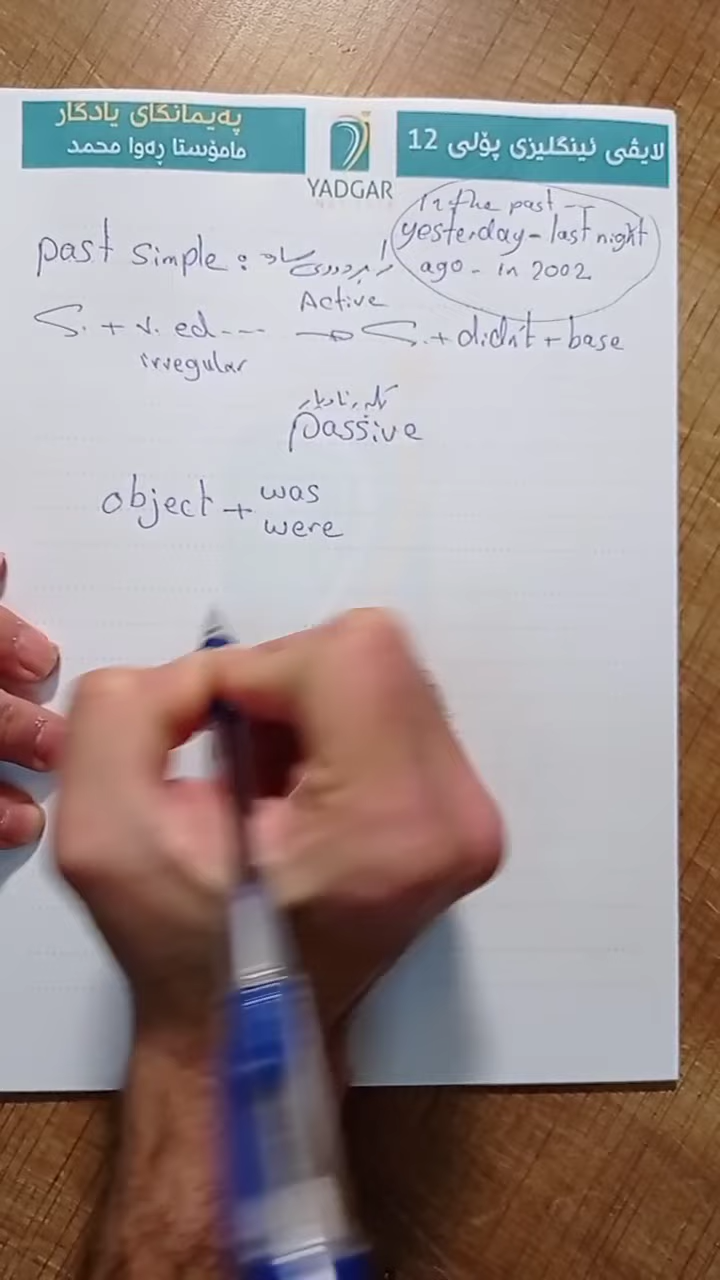 پەیمانگای یادگار
مامۆستا ڕەوا محمد
YADGAR
لایڤی ئینگلیزی پۆلی 12
In the past --
yesterday - last night
ago - in 2002
past simple :
Active
S. + v. ed --- → S. + didn't + base
irregular
passive
object + was
were